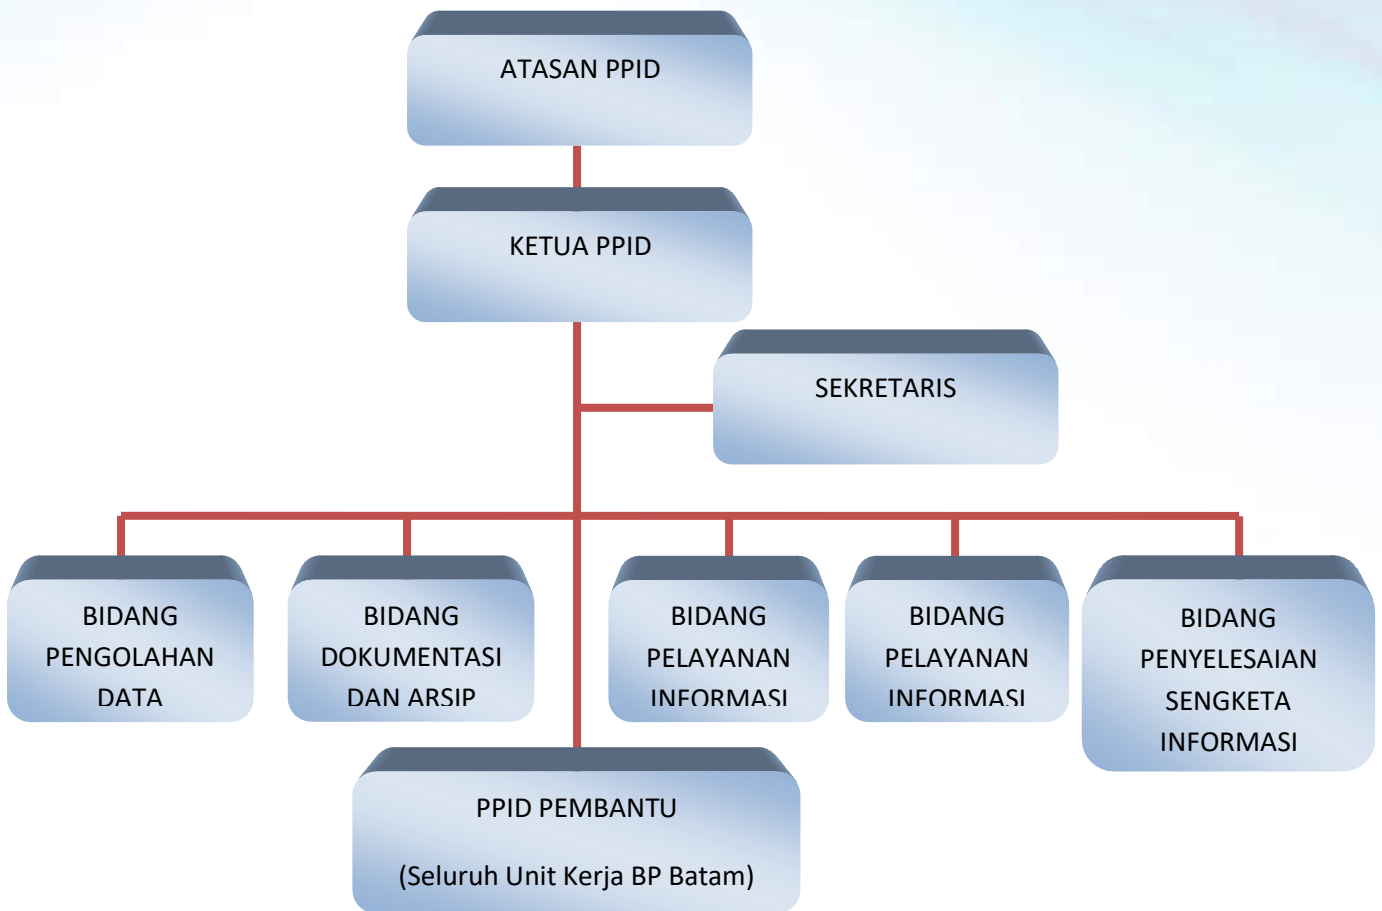 ATASAN PPID
KETUA PPID
SEKRETARIS
BIDANG
PENGOLAHAN
DATA
BIDANG
DOKUMENTASI
DAN ARSIP
BIDANG
PELAYANAN
INFORMASI
BIDANG
PELAYANAN
INFORMASI
BIDANG
PENYELESAIAN
SENGKETA
INFORMASI
PPID PEMBANTU
(Seluruh Unit Kerja BP Batam)